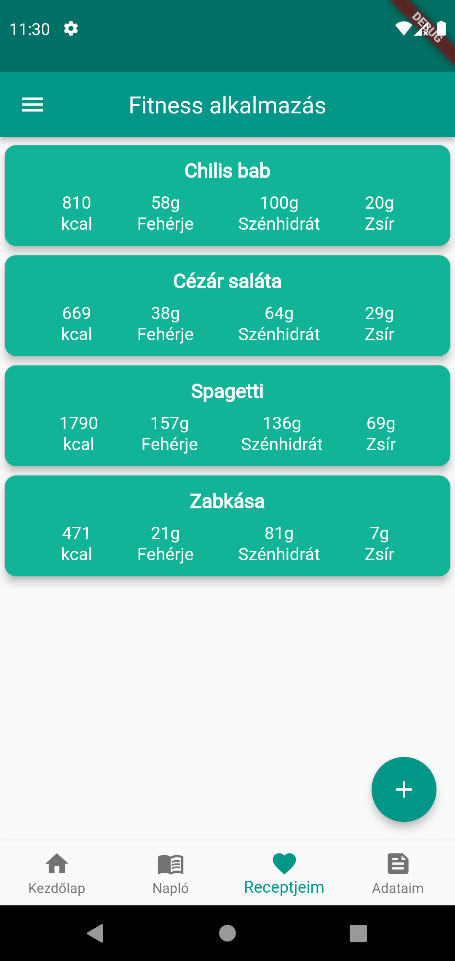 11:30
DEBUG
Fitness alkalmazás
Chilis bab
810 58g 100g 20g
kcal Fehérje Szénhidrát Zsír
Cézár saláta
669 38g 64g 29g
kcal Fehérje Szénhidrát Zsír
Spagetti
1790 157g 136g 69g
kcal Fehérje Szénhidrát Zsír
Zabkása
471 21g 81g 7g
kcal Fehérje Szénhidrát Zsír
+
Kezdőlap Napló Receptjeim Adataim